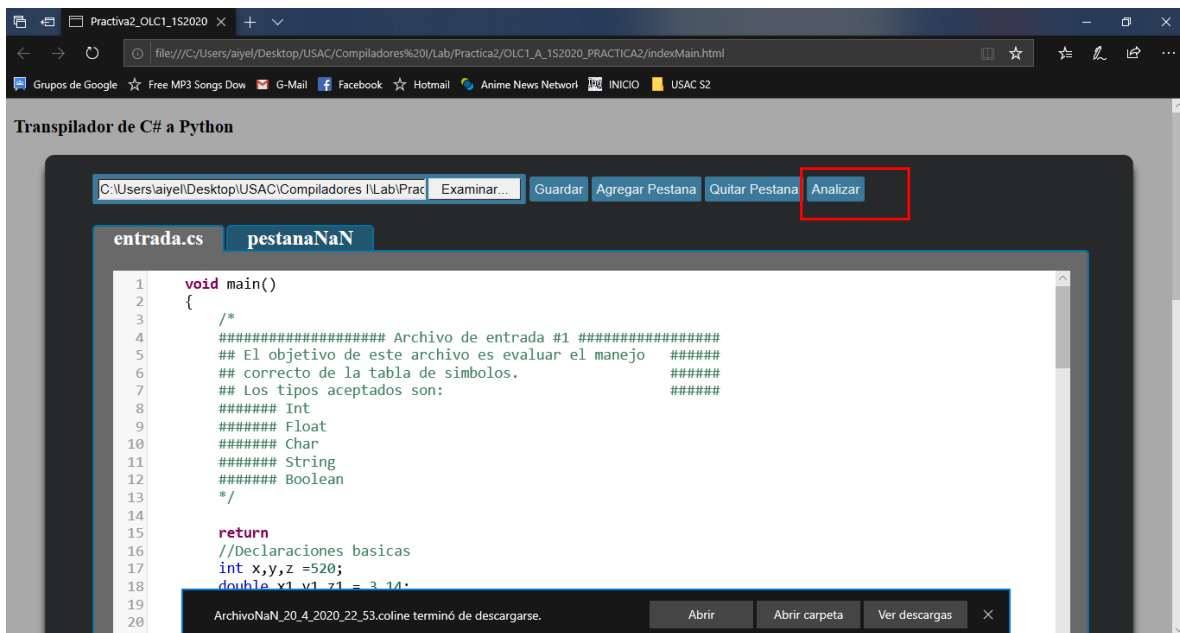 Practiva2_OLC1_1S2020
file:///C:/Users/aiyel/Desktop/USAC/Compiladores%20I/Lab/Practica2/OLC1_A_1S2020_PRACTICA2/indexMain.html
Grupos de Google Free MP3 Songs Dow G-Mail Facebook Hotmail Anime News Network INICIO USAC S2
Transpilador de C# a Python
C:\Users\aiyel\Desktop\USAC\Compiladores I\Lab\Prac Examinar... Guardar Agregar Pestana Quitar Pestana Analizar
entrada.cs pestanaNaN
1 void main()
2 {
3 /*
4 #################### Archivo de entrada #1 #################
5 ## El objetivo de este archivo es evaluar el manejo ######
6 ## correcto de la tabla de simbolos. ######
7 ## Los tipos aceptados son: ######
8 ####### Int
9 ####### Float
10 ####### Char
11 ####### String
12 ####### Boolean
13 */
14
15 return
16 //Declaraciones basicas
17 int x,y,z =520;
18 double x1,y1,z1 = 3.14;
19
20
ArchivoNaN_20_4_2020_22_53.coline terminó de descargarse. Abrir Abrir carpeta Ver descargas